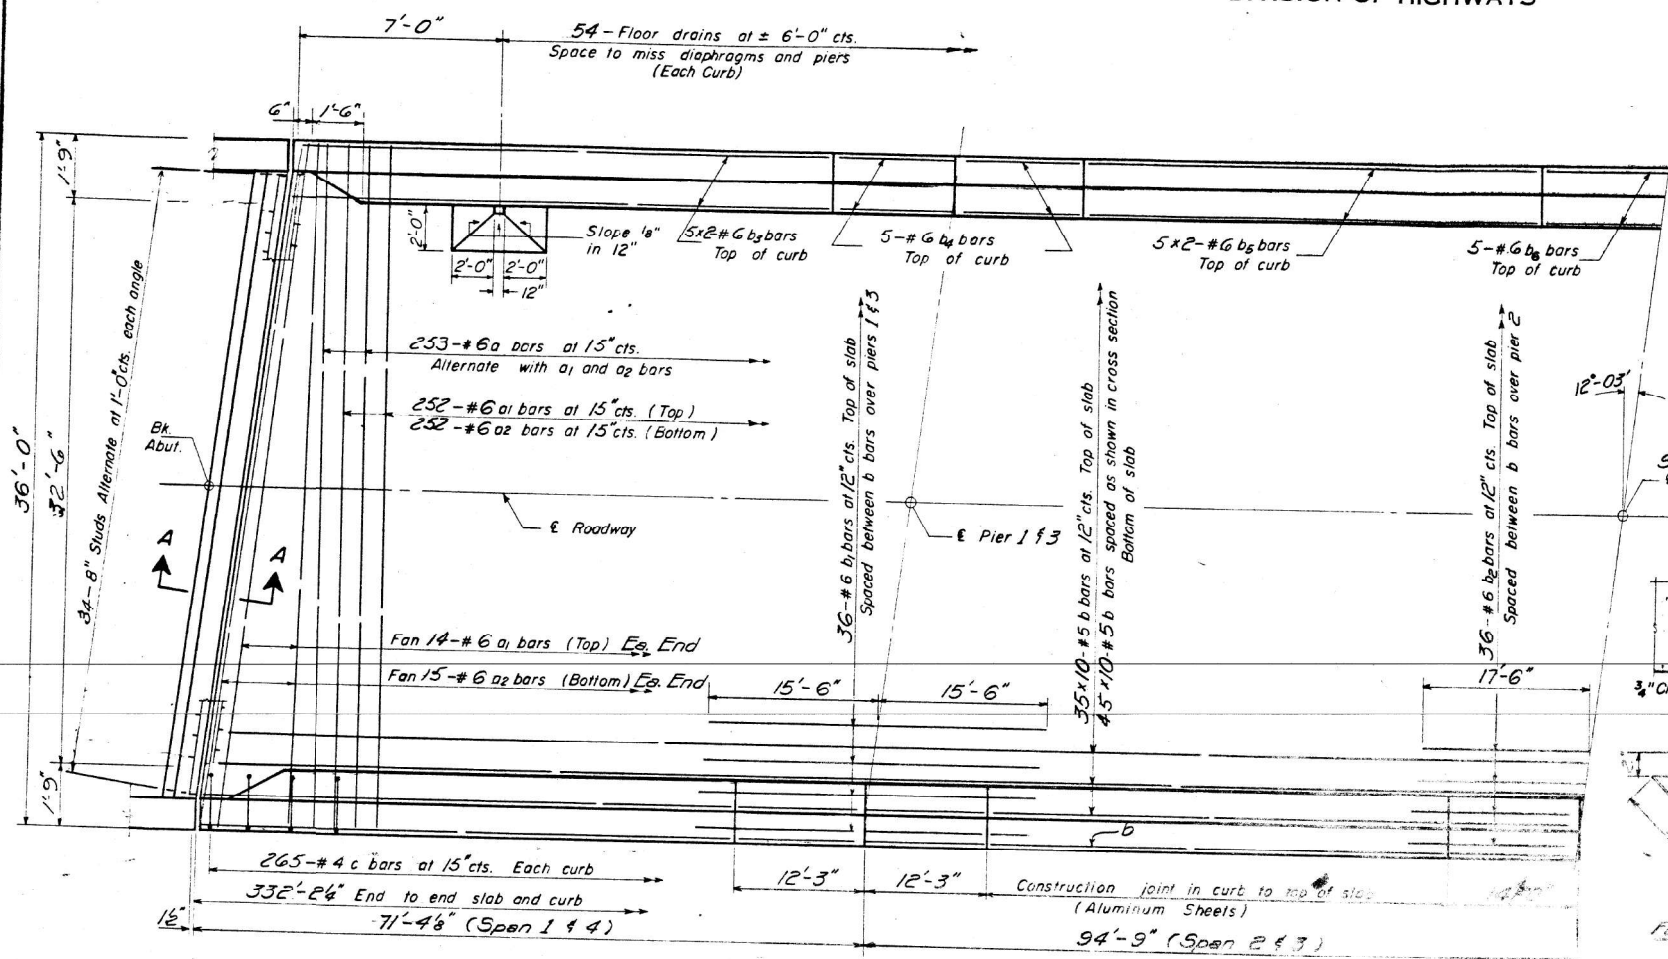 DIVISION OF HIGHWAYS
7'-0"
54-Floor drains at ± 6'-0" cts.
Space to miss diaphragms and piers
(Each Curb)
6"
1'-6"
1'-9"
2'-0"
Slope 1/8"
in 12"
2'-0"
2'-0"
12"
5x2-#6 b3 bars
Top of curb
5-#6 b4 bars
Top of curb
5x2-#6 b5 bars
Top of curb
5-#6 b6 bars
Top of curb
36'-0"
32'-6"
34-8" Studs Alternate at 1'-0" cts. each angle
Bk.
Abut.
253-#6a bars at 15" cts.
Alternate with a1 and a2 bars
252-#6 a1 bars at 15" cts. (Top)
252-#6 a2 bars at 15" cts. (Bottom)
℄ Roadway
36-#6 b1 bars at 12" cts. Top of slab
Spaced between b bars over piers 1 & 3
℄ Pier 1 & 3
35x10-#5 b bars at 12" cts. Top of slab
45x10-#5 b bars spaced as shown in cross section
Bottom of slab
36-#6 b2 bars at 12" cts. Top of slab
Spaced between b bars over pier 2
12°-03'
A
A
Fan 14-#6 a1 bars (Top) Ea. End
Fan 15-#6 a2 bars (Bottom) Ea. End
15'-6"
15'-6"
17'-6"
3/4" Cl
1'-9"
b
265-#4 c bars at 15" cts. Each curb
332'-2 1/4" End to end slab and curb
12'-3"
12'-3"
Construction joint in curb to top of slab
(Aluminum Sheets)
1 1/2"
71'-4 1/8" (Span 1 & 4)
94'-9" (Span 2 & 3)